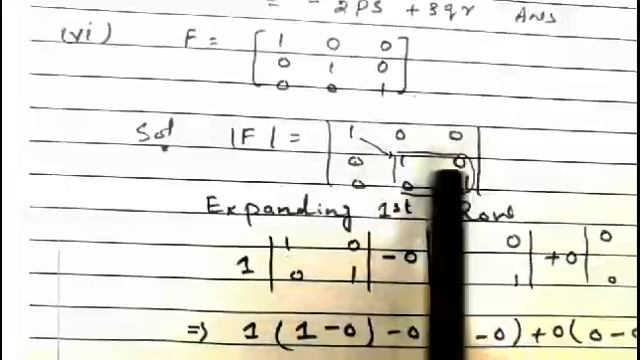 = - 2ps + 3qr Ans
(vi) F = [ 1 0 0
0 1 0
0 0 1 ]
Sol |F| = | 1 0 0
0 1 0
0 0 1 |
Expanding 1st Row
1 | 1 0 | - 0 | 0 | + 0 | 0
0 1 1 0
=> 1 ( 1 - 0 ) - 0 - 0 ) + 0 ( 0 - 0